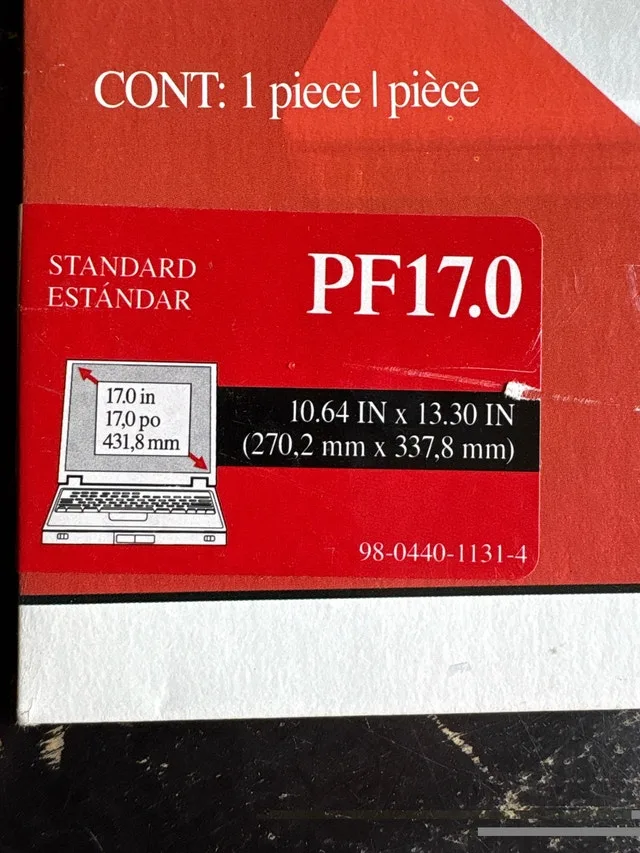 CONT: 1 piece | pièce
STANDARD
ESTÁNDAR
PF17.0
17.0 in
17,0 po
431,8 mm
10.64 IN x 13.30 IN
(270,2 mm x 337,8 mm)
98-0440-1131-4